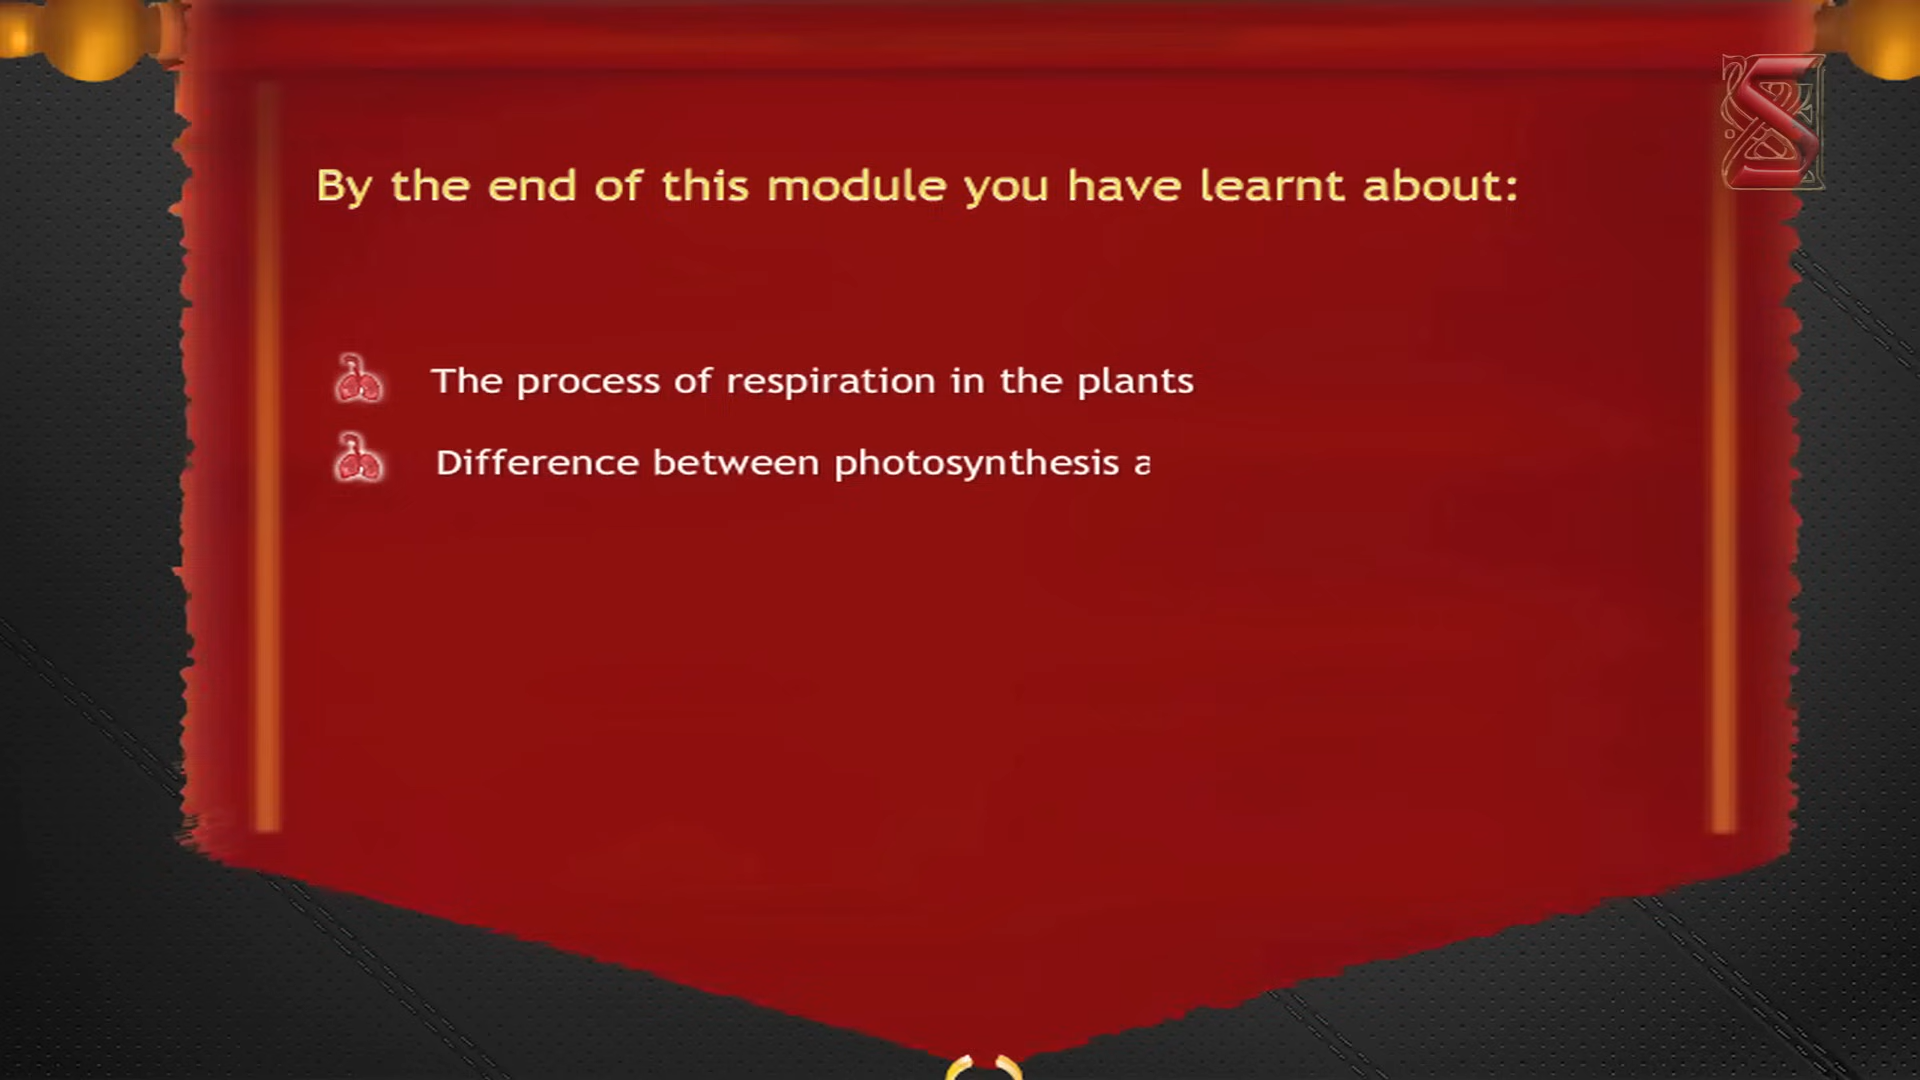 By the end of this module you have learnt about:
The process of respiration in the plants
Difference between photosynthesis a